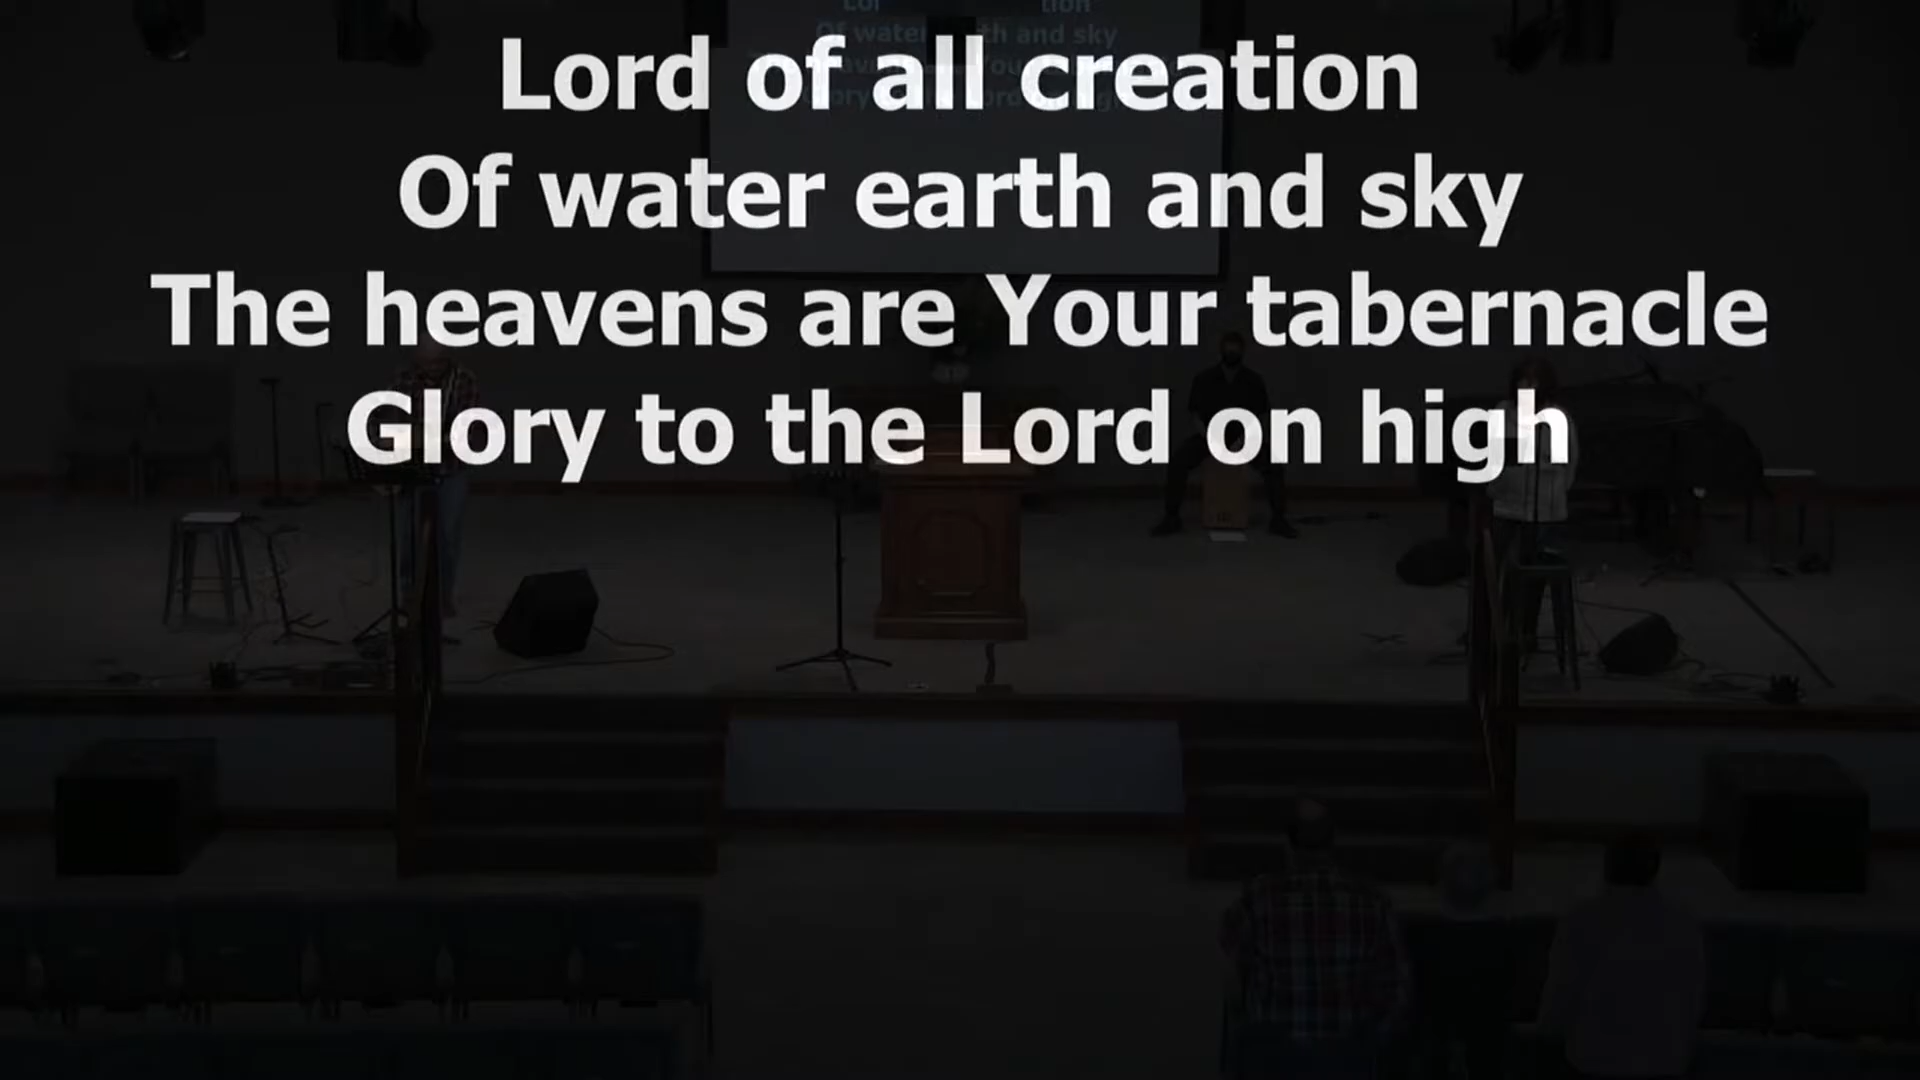 Lord of all creation
Of water earth and sky
The heavens are Your tabernacle
Glory to the Lord on high